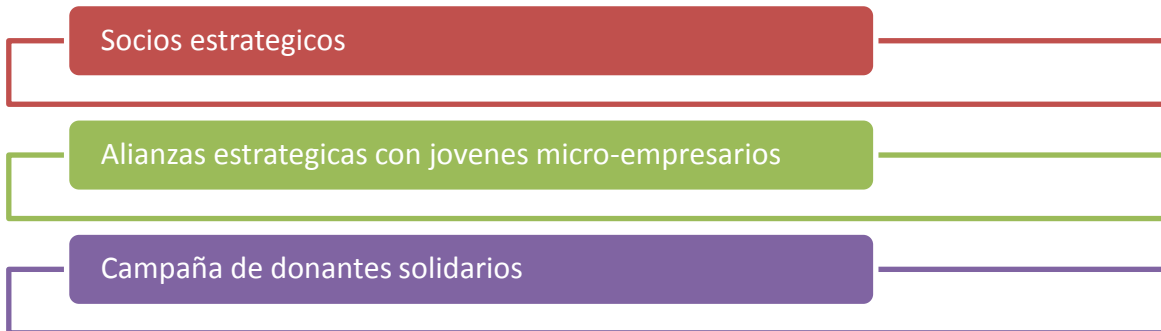 Socios estrategicos
Alianzas estrategicas con jovenes micro-empresarios
Campaña de donantes solidarios